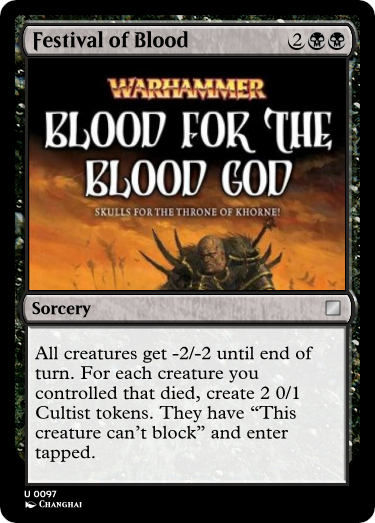 Festival of Blood 2
WARHAMMER
BLOOD FOR THE
BLOOD GOD
SKULLS FOR THE THRONE OF KHORNE!
Sorcery
All creatures get -2/-2 until end of
turn. For each creature you
controlled that died, create 2 0/1
Cultist tokens. They have “This
creature can’t block” and enter
tapped.
U 0097
Changhai